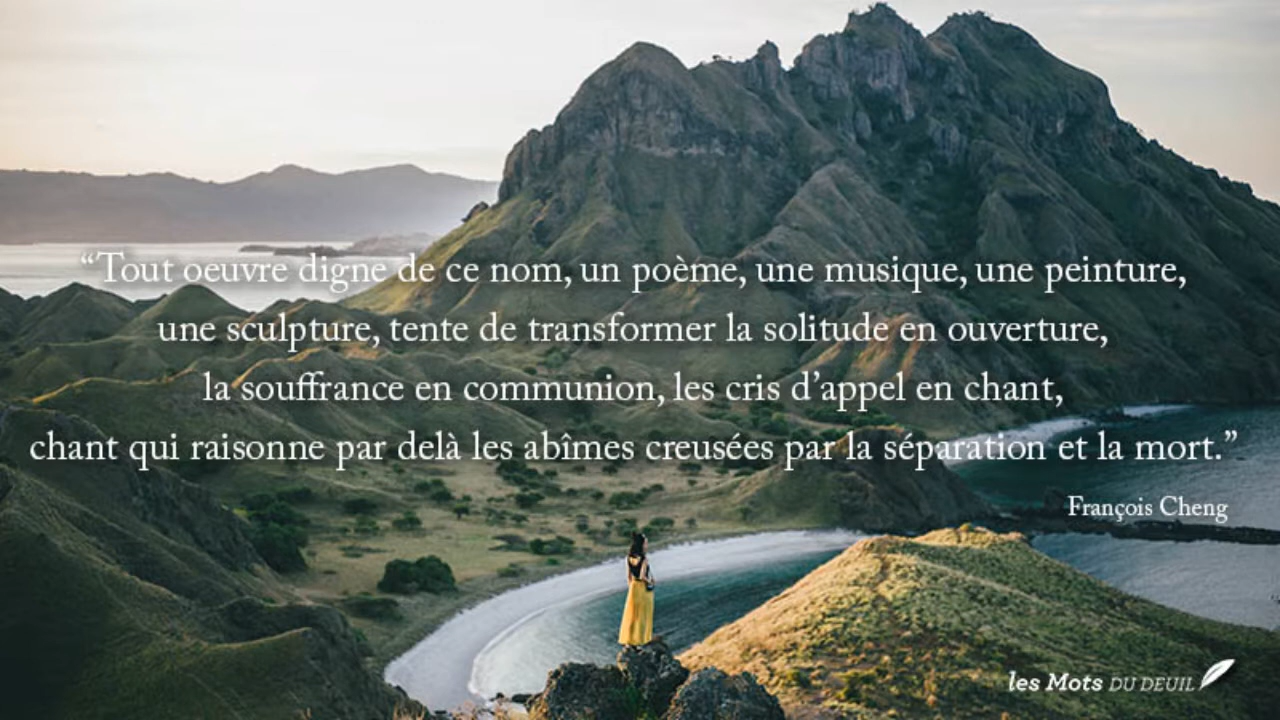 “Tout oeuvre digne de ce nom, un poème, une musique, une peinture,
une sculpture, tente de transformer la solitude en ouverture,
la souffrance en communion, les cris d’appel en chant,
chant qui raisonne par delà les abîmes creusées par la séparation et la mort.”
François Cheng
les Mots DU DEUIL